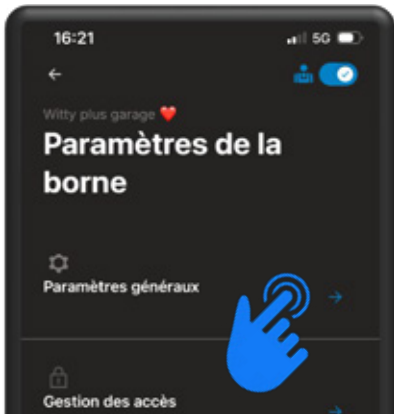 16:21 5G
Witty plus garage ❤️
Paramètres de la
borne
Paramètres généraux
Gestion des accès